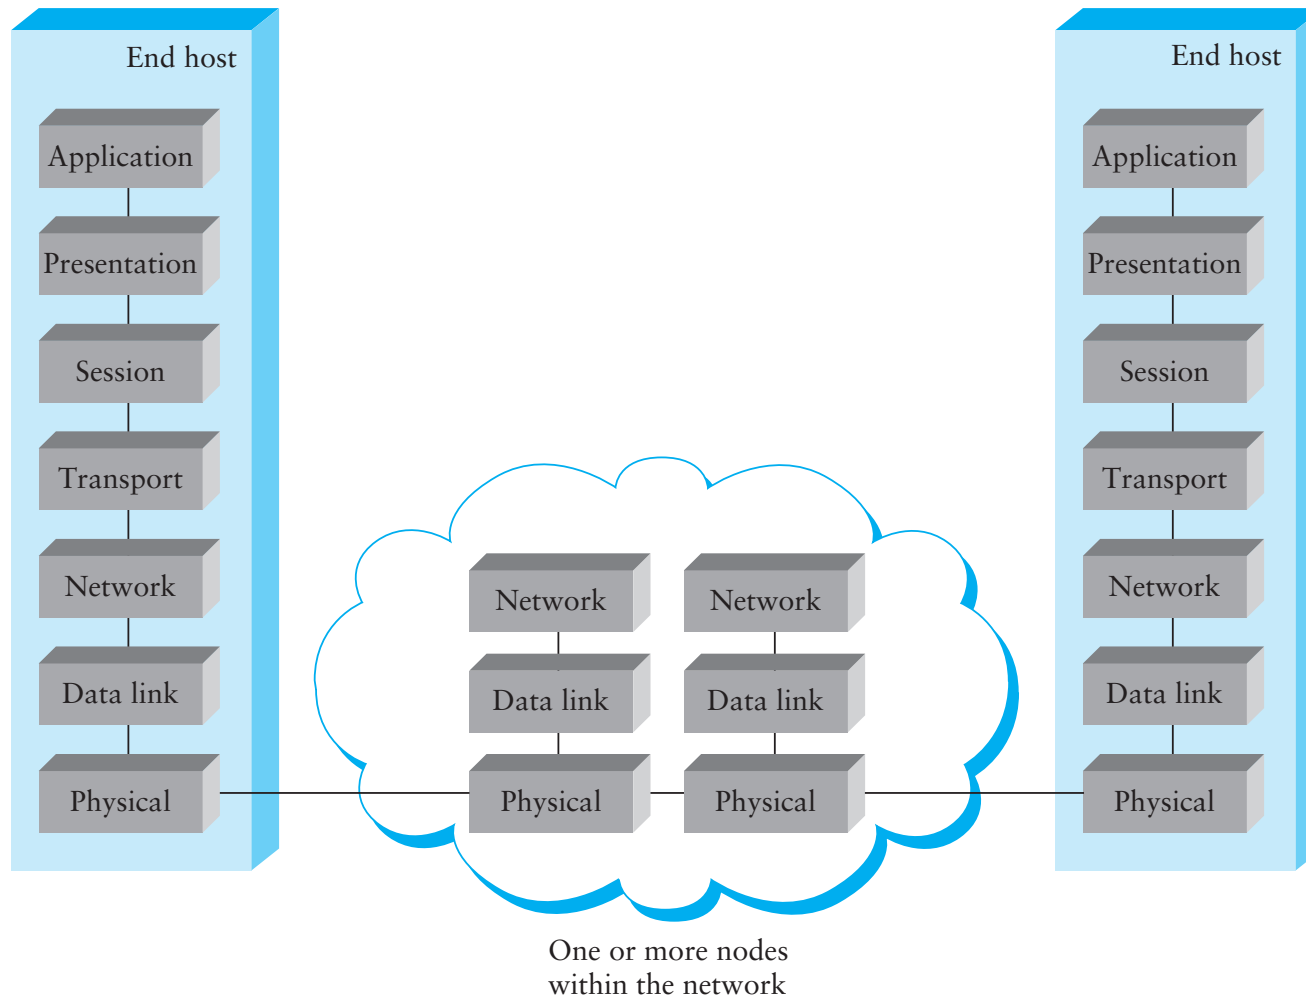 End host
Application
Presentation
Session
Transport
Network
Data link
Physical
Network
Data link
Physical
Network
Data link
Physical
End host
Application
Presentation
Session
Transport
Network
Data link
Physical
One or more nodes
within the network